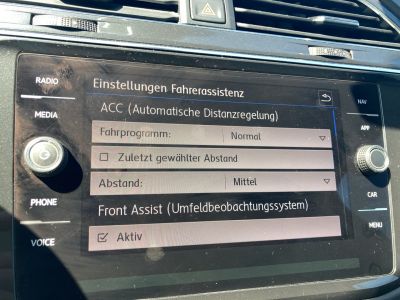 RADIO
MEDIA
PHONE
VOICE
Einstellungen Fahrerassistenz
ACC (Automatische Distanzregelung)
Fahrprogramm: Normal
Zuletzt gewählter Abstand
Abstand: Mittel
Front Assist (Umfeldbeobachtungssystem)
Aktiv
NAV
APP
CAR
MENU